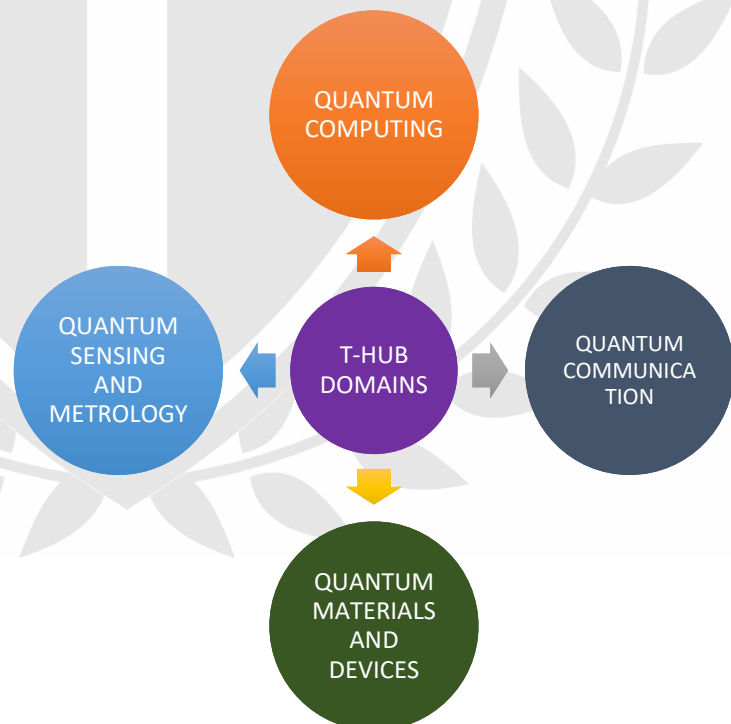 QUANTUM
COMPUTING
QUANTUM
SENSING
AND
METROLOGY
T-HUB
DOMAINS
QUANTUM
COMMUNICA
TION
QUANTUM
MATERIALS
AND
DEVICES